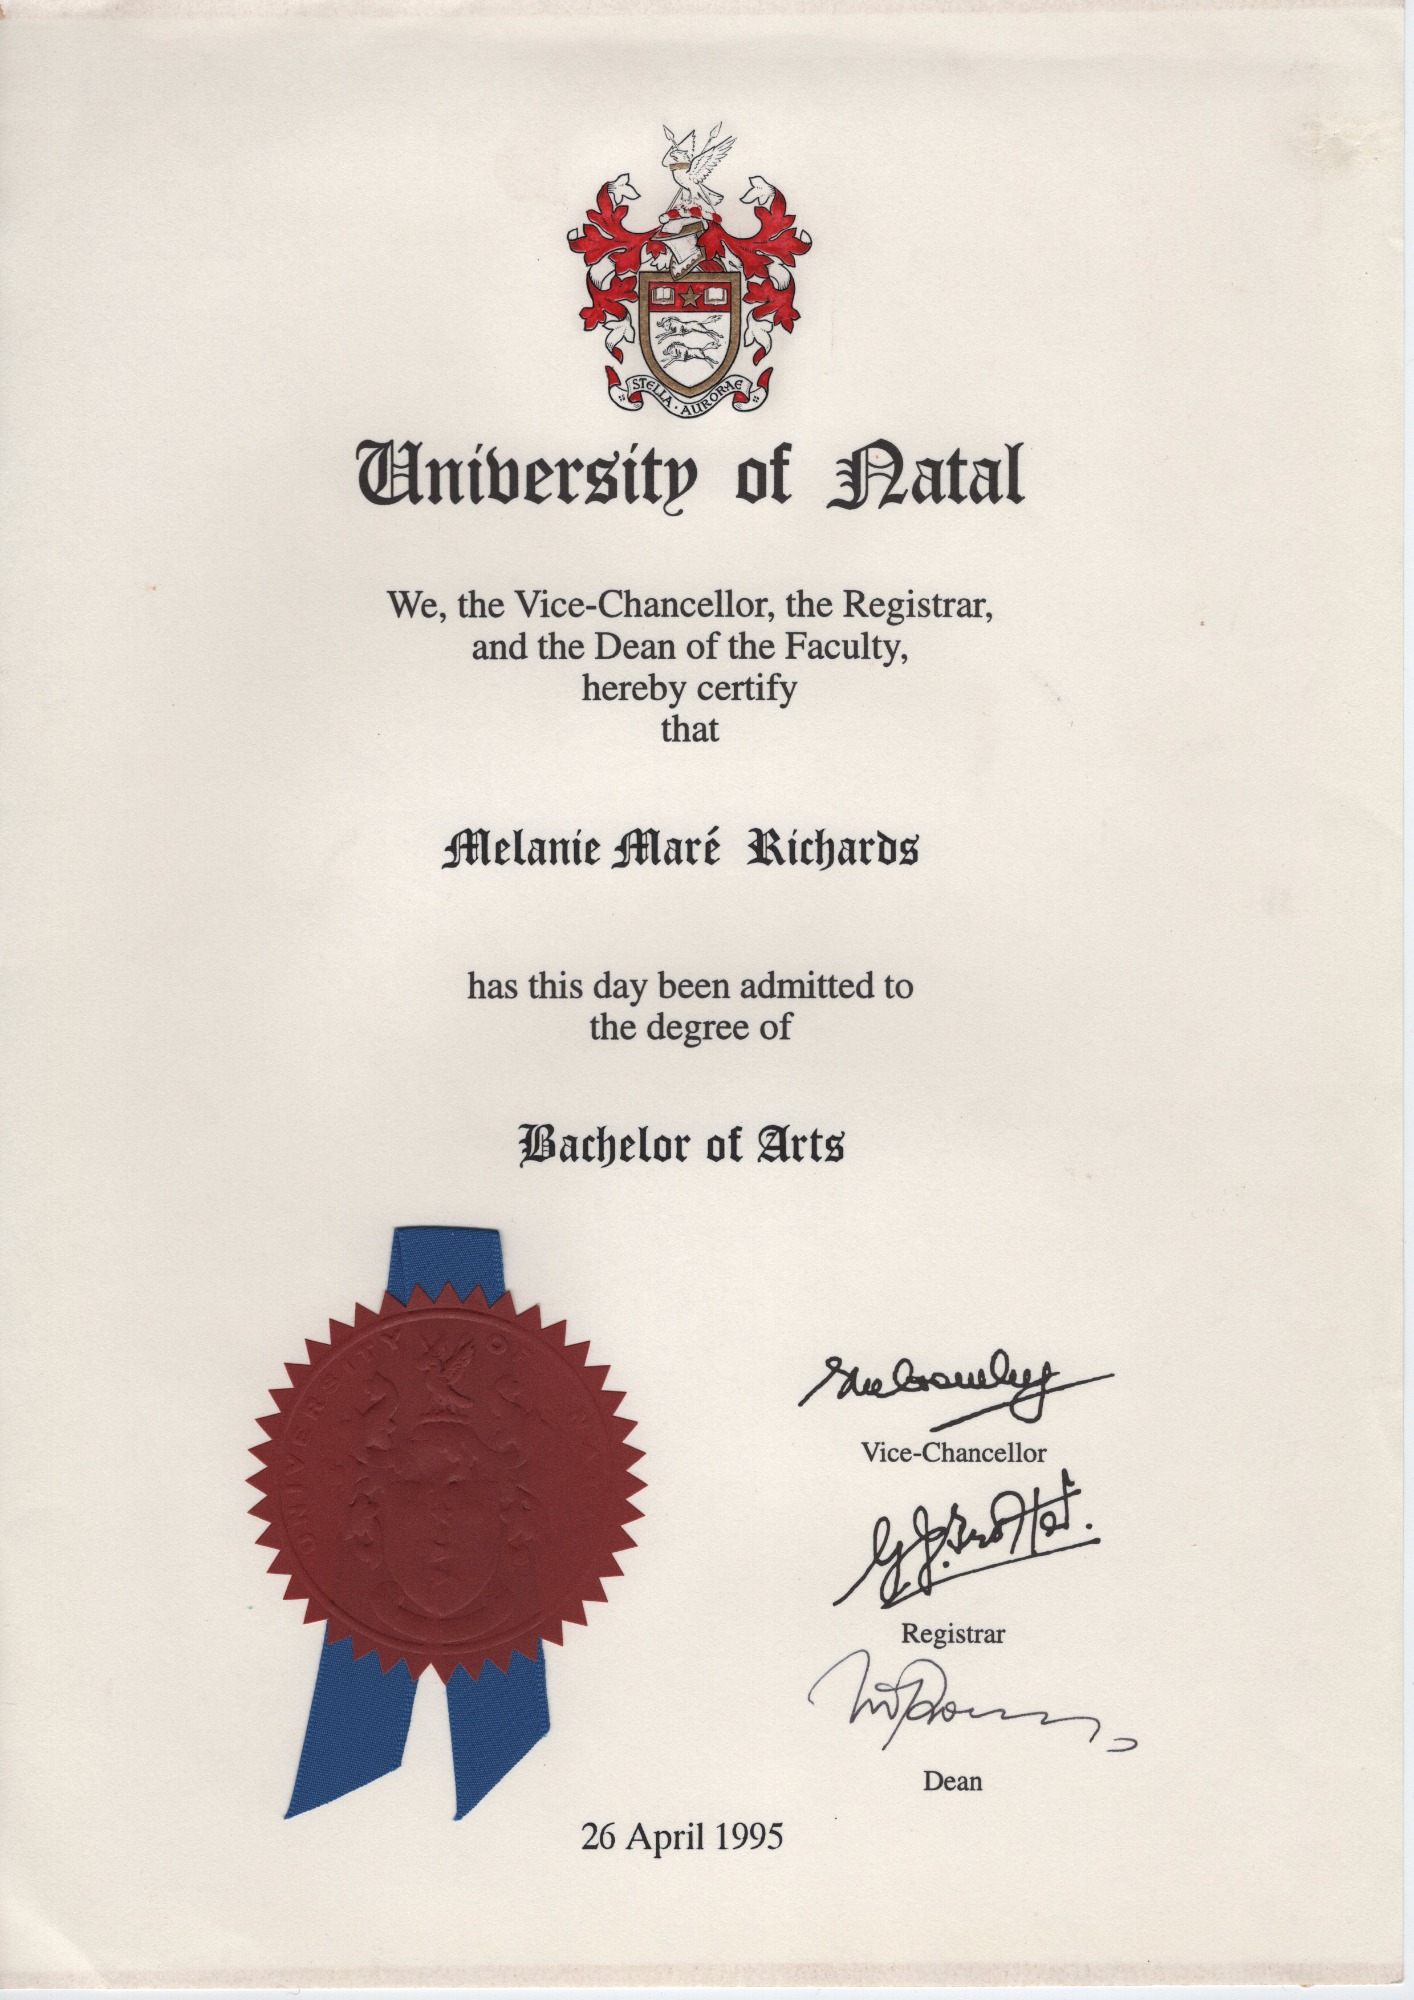 STELLA · AURORAE
University of Natal
We, the Vice-Chancellor, the Registrar,
and the Dean of the Faculty,
hereby certify
that
Melanie Maré Richards
has this day been admitted to
the degree of
Bachelor of Arts
UNIVERSITY OF
Vice-Chancellor
Registrar
Dean
26 April 1995